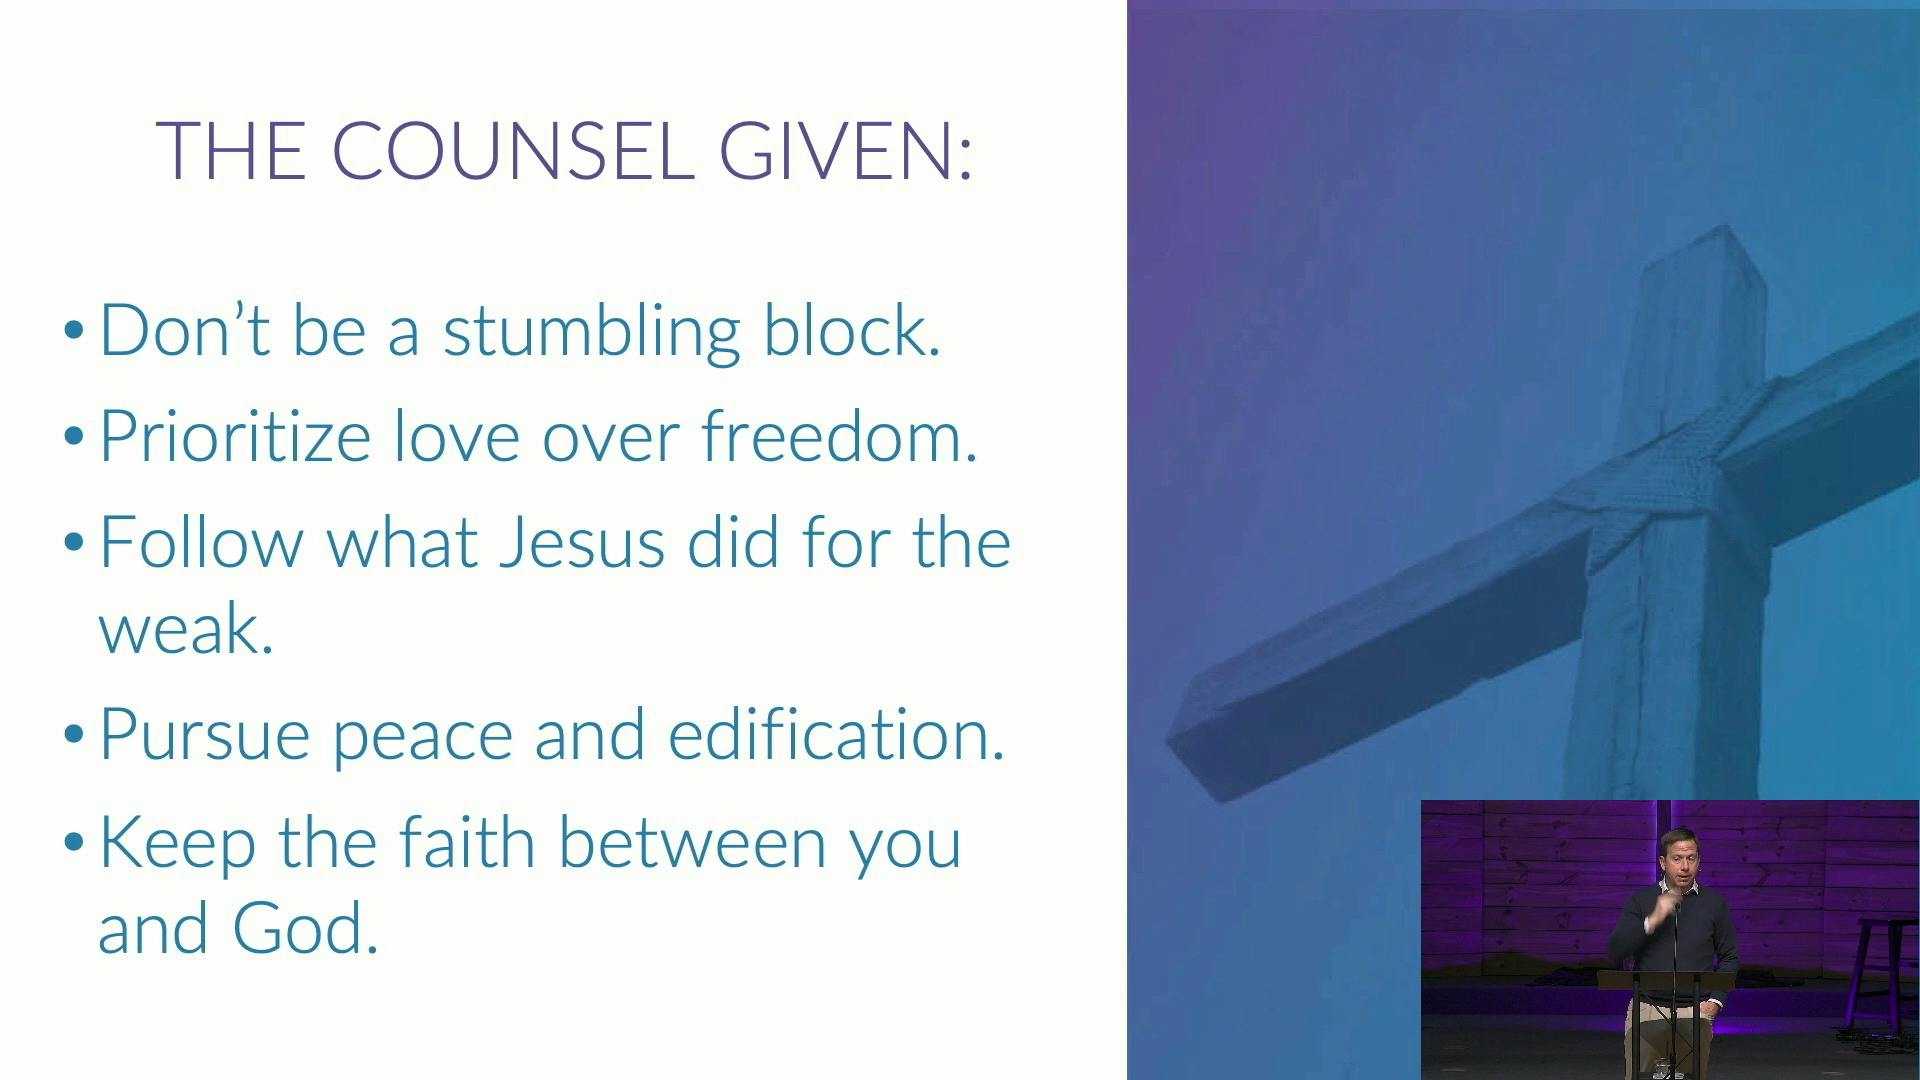 THE COUNSEL GIVEN:
• Don’t be a stumbling block.
• Prioritize love over freedom.
• Follow what Jesus did for the
weak.
• Pursue peace and edification.
• Keep the faith between you
and God.